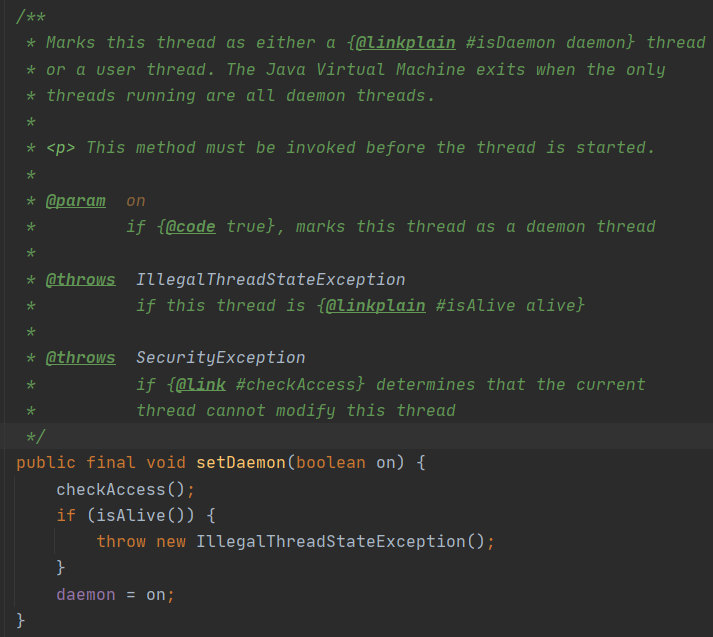 /**
 * Marks this thread as either a {@linkplain #isDaemon daemon} thread
 * or a user thread. The Java Virtual Machine exits when the only
 * threads running are all daemon threads.
 *
 * <p> This method must be invoked before the thread is started.
 *
 * @param  on
 *         if {@code true}, marks this thread as a daemon thread
 *
 * @throws  IllegalThreadStateException
 *          if this thread is {@linkplain #isAlive alive}
 *
 * @throws  SecurityException
 *          if {@link #checkAccess} determines that the current
 *          thread cannot modify this thread
 */
public final void setDaemon(boolean on) {
    checkAccess();
    if (isAlive()) {
        throw new IllegalThreadStateException();
    }
    daemon = on;
}